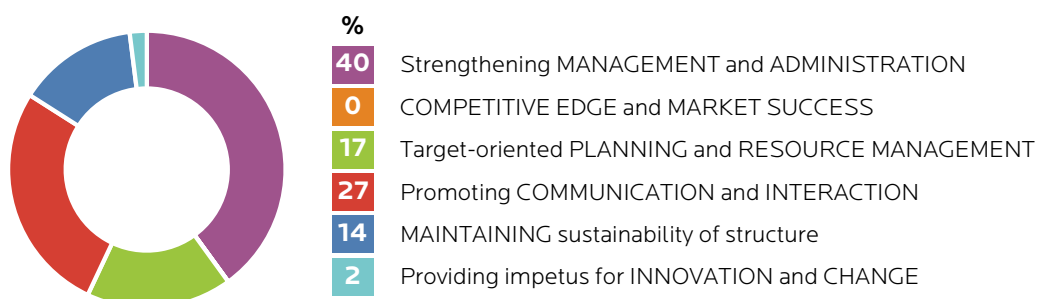 %
40 Strengthening MANAGEMENT and ADMINISTRATION
0 COMPETITIVE EDGE and MARKET SUCCESS
17 Target-oriented PLANNING and RESOURCE MANAGEMENT
27 Promoting COMMUNICATION and INTERACTION
14 MAINTAINING sustainability of structure
2 Providing impetus for INNOVATION and CHANGE